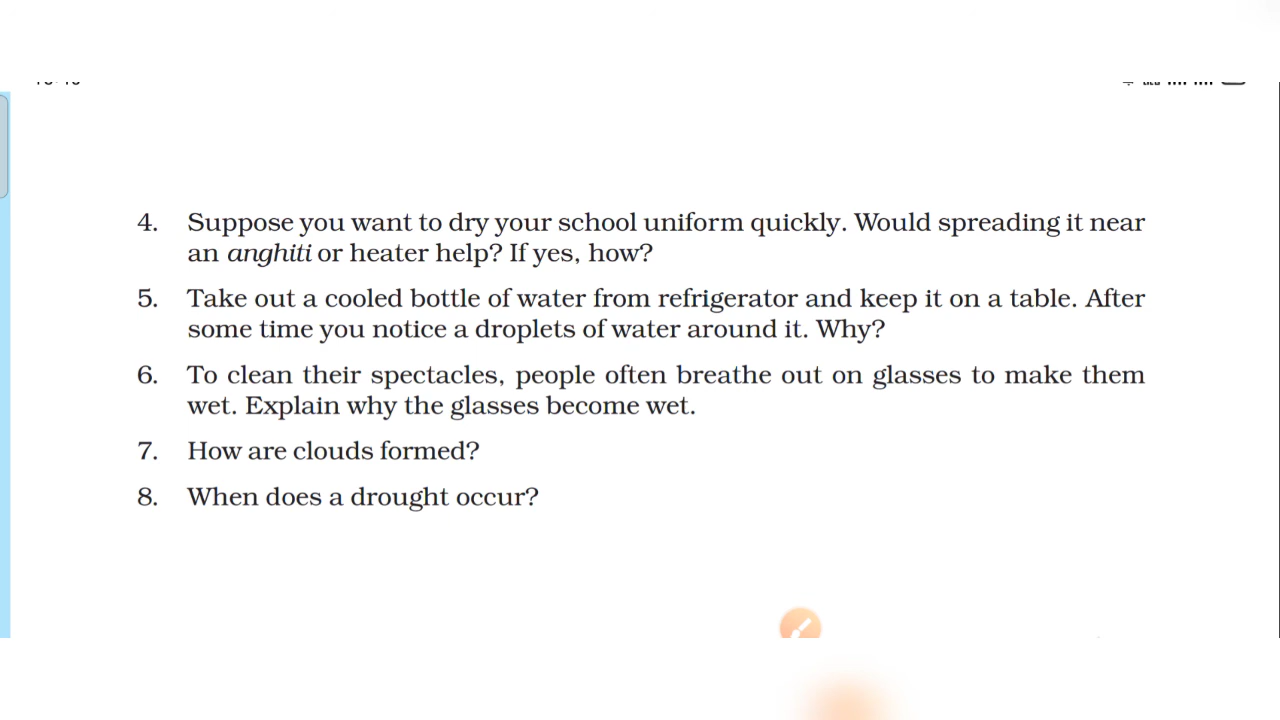 4. Suppose you want to dry your school uniform quickly. Would spreading it near
an anghiti or heater help? If yes, how?
5. Take out a cooled bottle of water from refrigerator and keep it on a table. After
some time you notice a droplets of water around it. Why?
6. To clean their spectacles, people often breathe out on glasses to make them
wet. Explain why the glasses become wet.
7. How are clouds formed?
8. When does a drought occur?